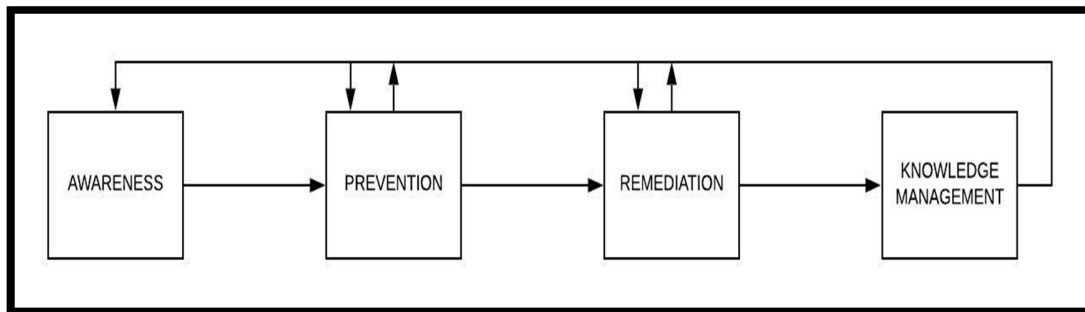 AWARENESS
PREVENTION
REMEDIATION
KNOWLEDGE
MANAGEMENT